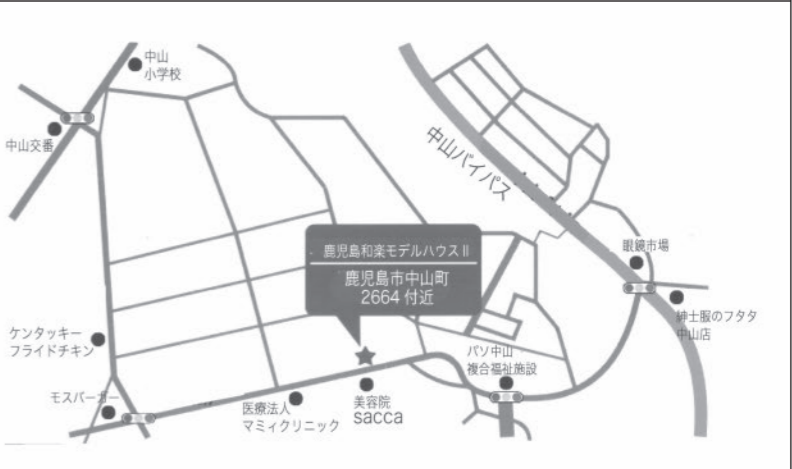 中山
小学校
中山交番
中山バイパス
眼鏡市場
鹿児島和楽モデルハウスⅡ
鹿児島市中山町
2664 付近
紳士服のフタタ
中山店
ケンタッキー
フライドチキン
パソ中山
複合福祉施設
モスバーガー
医療法人
マミィクリニック
美容院
sacca